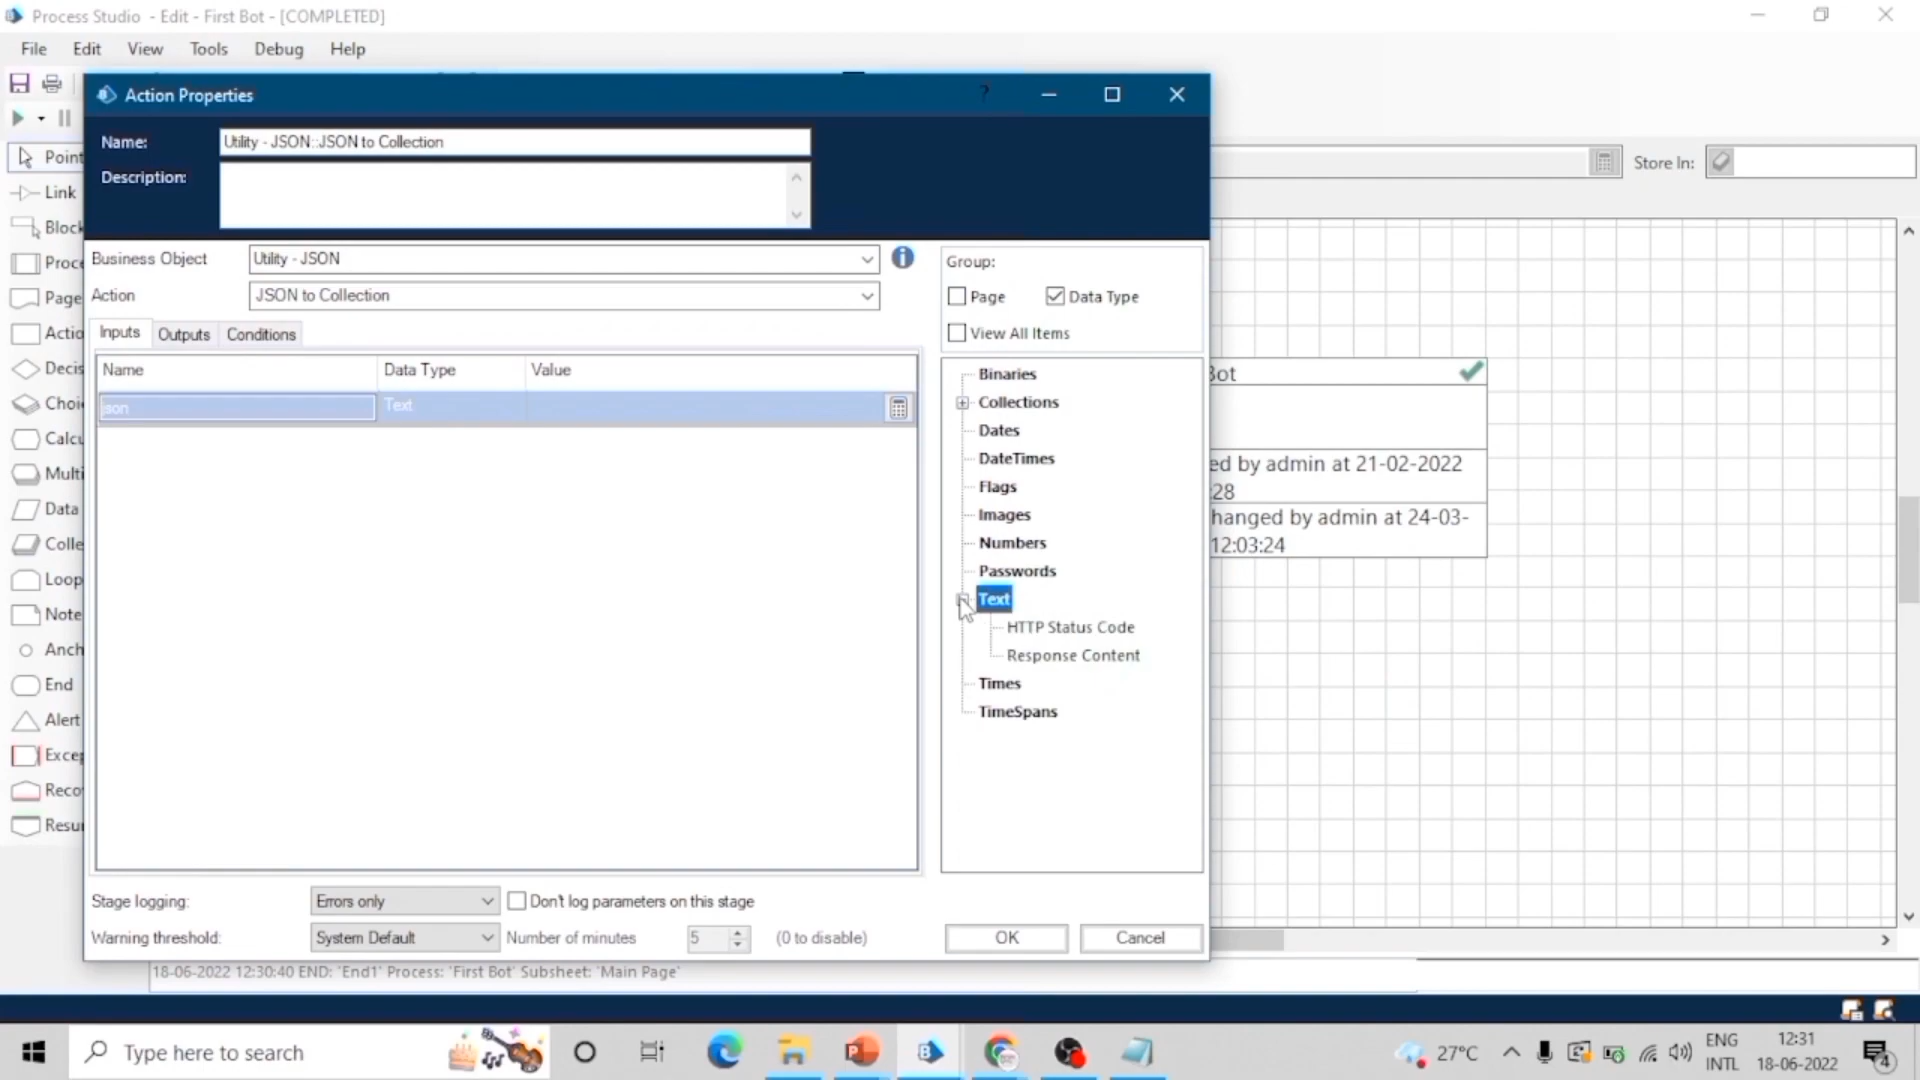 Process Studio - Edit - First Bot - [COMPLETED]
File Edit View Tools Debug Help
Action Properties ?
Name: Utility - JSON::JSON to Collection
Description:
Store In:
Point
Link
Block
Proce
Page
Actio
Decis
Choi
Calcu
Multi
Data
Colle
Loop
Note
Anch
End
Alert
Excep
Reco
Resu
Business Object Utility - JSON
Action JSON to Collection
Inputs Outputs Conditions
Name Data Type Value
json Text
Group:
Page Data Type
View All Items
Binaries
Collections
Dates
DateTimes
Flags
Images
Numbers
Passwords
Text
HTTP Status Code
Response Content
Times
TimeSpans
Bot
ed by admin at 21-02-2022
:28
hanged by admin at 24-03-
12:03:24
Stage logging: Errors only Don't log parameters on this stage
Warning threshold: System Default Number of minutes 5 (0 to disable)
OK Cancel
18-06-2022 12:30:40 END: 'End1' Process: 'First Bot' Subsheet: 'Main Page'
Type here to search
27°C
ENG
INTL
12:31
18-06-2022
4